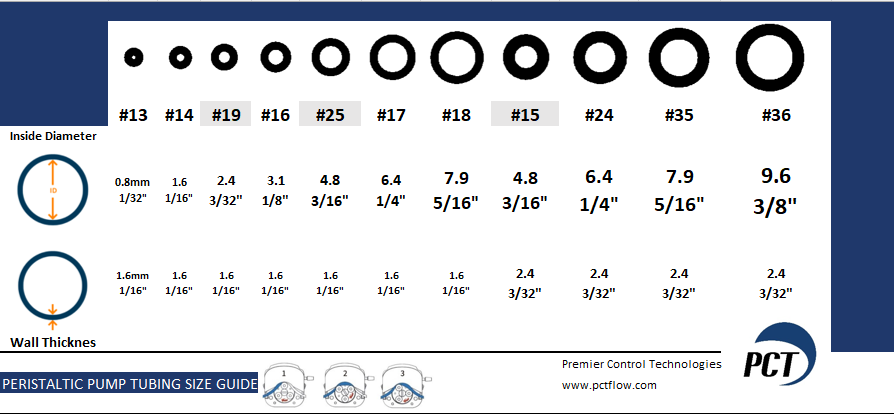 #13 #14 #19 #16 #25 #17 #18 #15 #24 #35 #36
Inside Diameter
ID
0.8mm 1.6 2.4 3.1 4.8 6.4 7.9 4.8 6.4 7.9 9.6
1/32" 1/16" 3/32" 1/8" 3/16" 1/4" 5/16" 3/16" 1/4" 5/16" 3/8"
1.6mm 1.6 1.6 1.6 1.6 1.6 1.6 2.4 2.4 2.4 2.4
1/16" 1/16" 1/16" 1/16" 1/16" 1/16" 1/16" 3/32" 3/32" 3/32" 3/32"
Wall Thicknes
PERISTALTIC PUMP TUBING SIZE GUIDE
1 2 3
Premier Control Technologies
www.pctflow.com
PCT